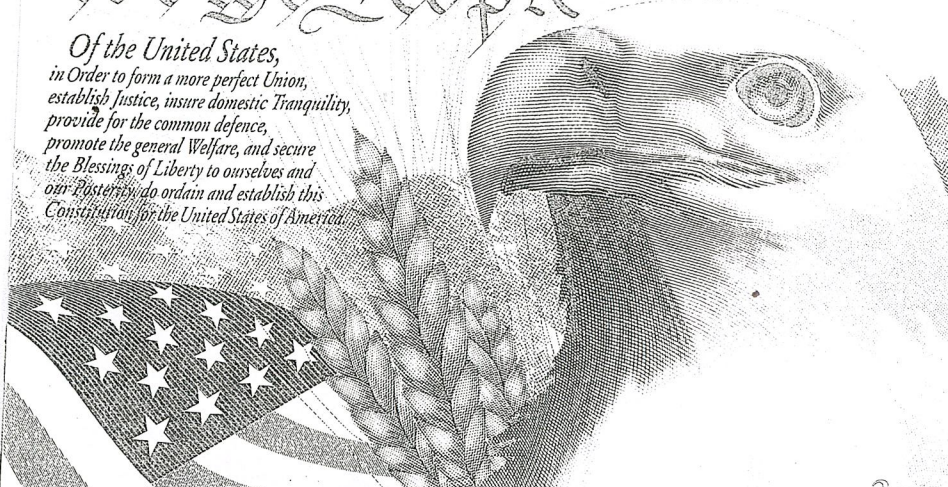 Of the United States,
in Order to form a more perfect Union,
establish Justice, insure domestic Tranquility,
provide for the common defence,
promote the general Welfare, and secure
the Blessings of Liberty to ourselves and
our Posterity, do ordain and establish this
Constitution for the United States of America.